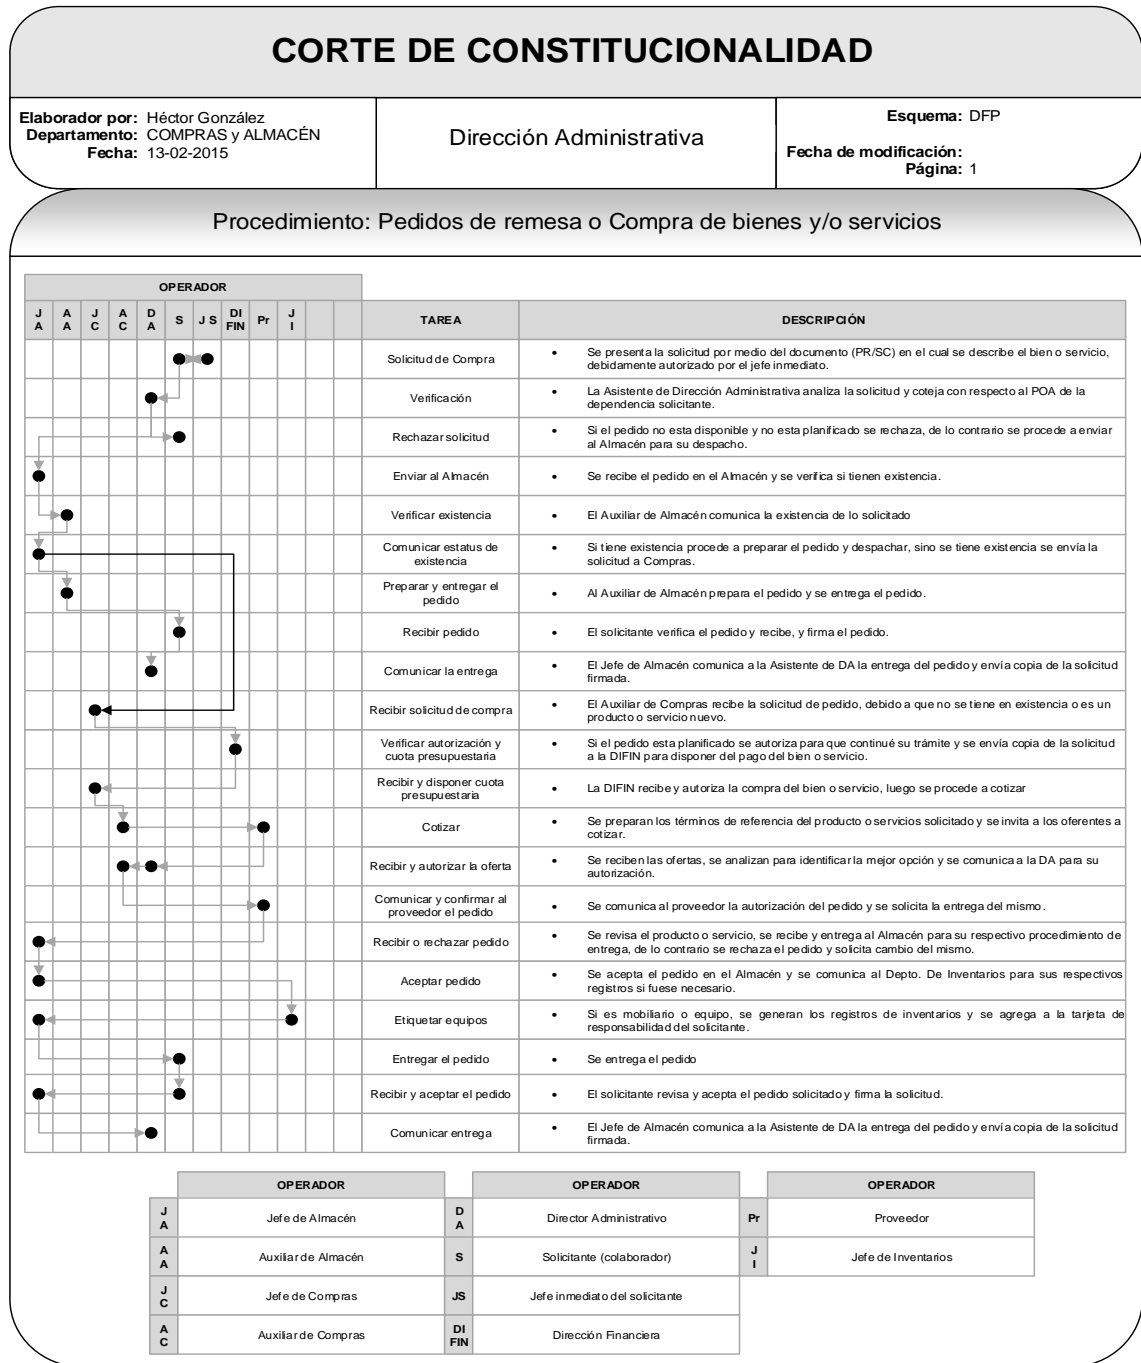 CORTE DE CONSTITUCIONALIDAD
Elaborador por: Héctor González
Departamento: COMPRAS y ALMACÉN
Fecha: 13-02-2015
Dirección Administrativa
Esquema: DFP
Fecha de modificación:
Página: 1
Procedimiento: Pedidos de remesa o Compra de bienes y/o servicios
OPERADOR
J A
A A
J C
A C
D A
S
J S
DI FIN
Pr
J I
TAREA
DESCRIPCIÓN
Solicitud de Compra
• Se presenta la solicitud por medio del documento (PR/SC) en el cual se describe el bien o servicio,
debidamente autorizado por el jefe inmediato.
Verificación
• La Asistente de Dirección Administrativa analiza la solicitud y coteja con respecto al POA de la
dependencia solicitante.
Rechazar solicitud
• Si el pedido no esta disponible y no esta planificado se rechaza, de lo contrario se procede a enviar
al Almacén para su despacho.
Enviar al Almacén
• Se recibe el pedido en el Almacén y se verifica si tienen existencia.
Verificar existencia
• El Auxiliar de Almacén comunica la existencia de lo solicitado
Comunicar estatus de
existencia
• Si tiene existencia procede a preparar el pedido y despachar, sino se tiene existencia se envía la
solicitud a Compras.
Preparar y entregar el
pedido
• Al Auxiliar de Almacén prepara el pedido y se entrega el pedido.
Recibir pedido
• El solicitante verifica el pedido y recibe, y firma el pedido.
Comunicar la entrega
• El Jefe de Almacén comunica a la Asistente de DA la entrega del pedido y envía copia de la solicitud
firmada.
Recibir solicitud de compra
• El Auxiliar de Compras recibe la solicitud de pedido, debido a que no se tiene en existencia o es un
producto o servicio nuevo.
Verificar autorización y
cuota presupuestaria
• Si el pedido esta planificado se autoriza para que continué su trámite y se envía copia de la solicitud
a la DIFIN para disponer del pago del bien o servicio.
Recibir y disponer cuota
presupuestaria
• La DIFIN recibe y autoriza la compra del bien o servicio, luego se procede a cotizar
Cotizar
• Se preparan los términos de referencia del producto o servicios solicitado y se invita a los oferentes a
cotizar.
Recibir y autorizar la oferta
• Se reciben las ofertas, se analizan para identificar la mejor opción y se comunica a la DA para su
autorización.
Comunicar y confirmar al
proveedor el pedido
• Se comunica al proveedor la autorización del pedido y se solicita la entrega del mismo.
Recibir o rechazar pedido
• Se revisa el producto o servicio, se recibe y entrega al Almacén para su respectivo procedimiento de
entrega, de lo contrario se rechaza el pedido y solicita cambio del mismo.
Aceptar pedido
• Se acepta el pedido en el Almacén y se comunica al Depto. De Inventarios para sus respectivos
registros si fuese necesario.
Etiquetar equipos
• Si es mobiliario o equipo, se generan los registros de inventarios y se agrega a la tarjeta de
responsabilidad del solicitante.
Entregar el pedido
• Se entrega el pedido
Recibir y aceptar el pedido
• El solicitante revisa y acepta el pedido solicitado y firma la solicitud.
Comunicar entrega
• El Jefe de Almacén comunica a la Asistente de DA la entrega del pedido y envía copia de la solicitud
firmada.
OPERADOR
OPERADOR
OPERADOR
J A
Jefe de Almacén
D A
Director Administrativo
Pr
Proveedor
A A
Auxiliar de Almacén
S
Solicitante (colaborador)
J I
Jefe de Inventarios
J C
Jefe de Compras
JS
Jefe inmediato del solicitante
A C
Auxiliar de Compras
DI FIN
Dirección Financiera